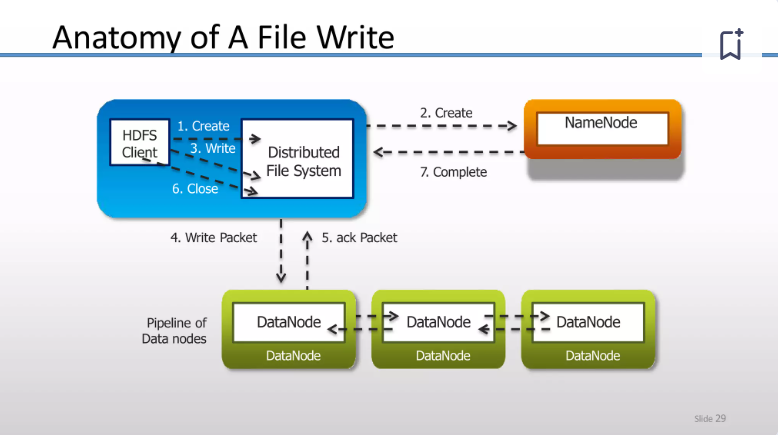 Anatomy of A File Write
HDFS
Client
1. Create
3. Write
6. Close
Distributed
File System
2. Create
7. Complete
NameNode
4. Write Packet
5. ack Packet
Pipeline of
Data nodes
DataNode
DataNode
DataNode
DataNode
DataNode
DataNode
Slide 29